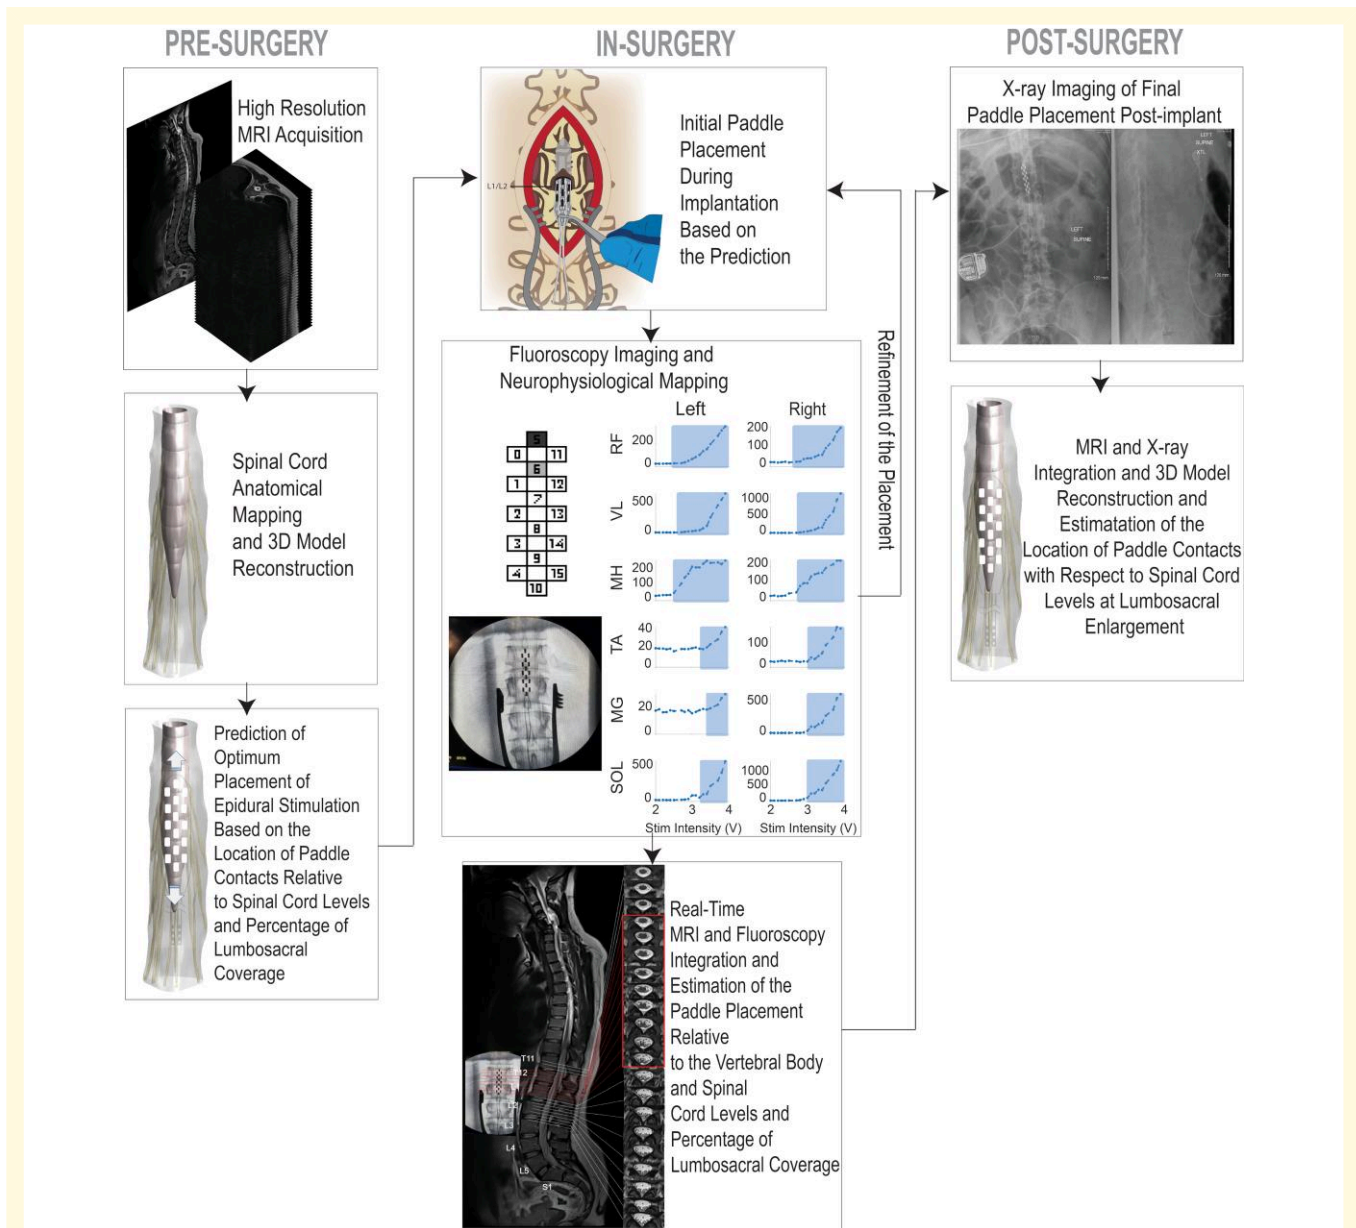 PRE-SURGERY
High Resolution
MRI Acquisition
Spinal Cord
Anatomical
Mapping
and 3D Model
Reconstruction
Prediction of
Optimum
Placement of
Epidural Stimulation
Based on the
Location of Paddle
Contacts Relative
to Spinal Cord Levels
and Percentage of
Lumbosacral
Coverage
IN-SURGERY
L1/L2
Initial Paddle
Placement
During
Implantation
Based on
the Prediction
Refinement of the Placement
Fluoroscopy Imaging and
Neurophysiological Mapping
5
0 11
6
1 12
7
2 13
8
3 14
9
4 15
10
Left Right
RF
200
0
200
100
0
VL
500
0
1000
500
0
MH
200
100
0
200
100
0
TA
40
20
0
100
0
MG
20
0
500
0
SOL
500
0
1000
500
0
2 3 4 2 3 4
Stim Intensity (V) Stim Intensity (V)
Real-Time
MRI and Fluoroscopy
Integration and
Estimation of the
Paddle Placement
Relative
to the Vertebral Body
and Spinal
Cord Levels and
Percentage of
Lumbosacral Coverage
T11
T12
L2
L3
L4
L5
S1
POST-SURGERY
X-ray Imaging of Final
Paddle Placement Post-implant
LEFT
SUPINE
LEFT
SUPINE
MRI and X-ray
Integration and 3D Model
Reconstruction and
Estimatation of the
Location of Paddle Contacts
with Respect to Spinal Cord
Levels at Lumbosacral
Enlargement